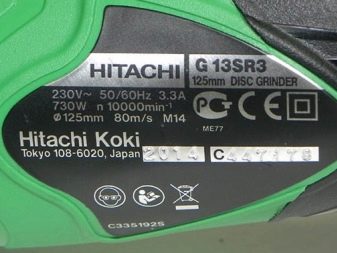 HITACHI G 13SR3
125mm DISC GRINDER
230V~ 50/60Hz 3.3A
730W n 10000min⁻¹
Ø125mm 80m/s M14
ME77
Hitachi Koki
Tokyo 108-6020, Japan 2014 C447178
C335192S